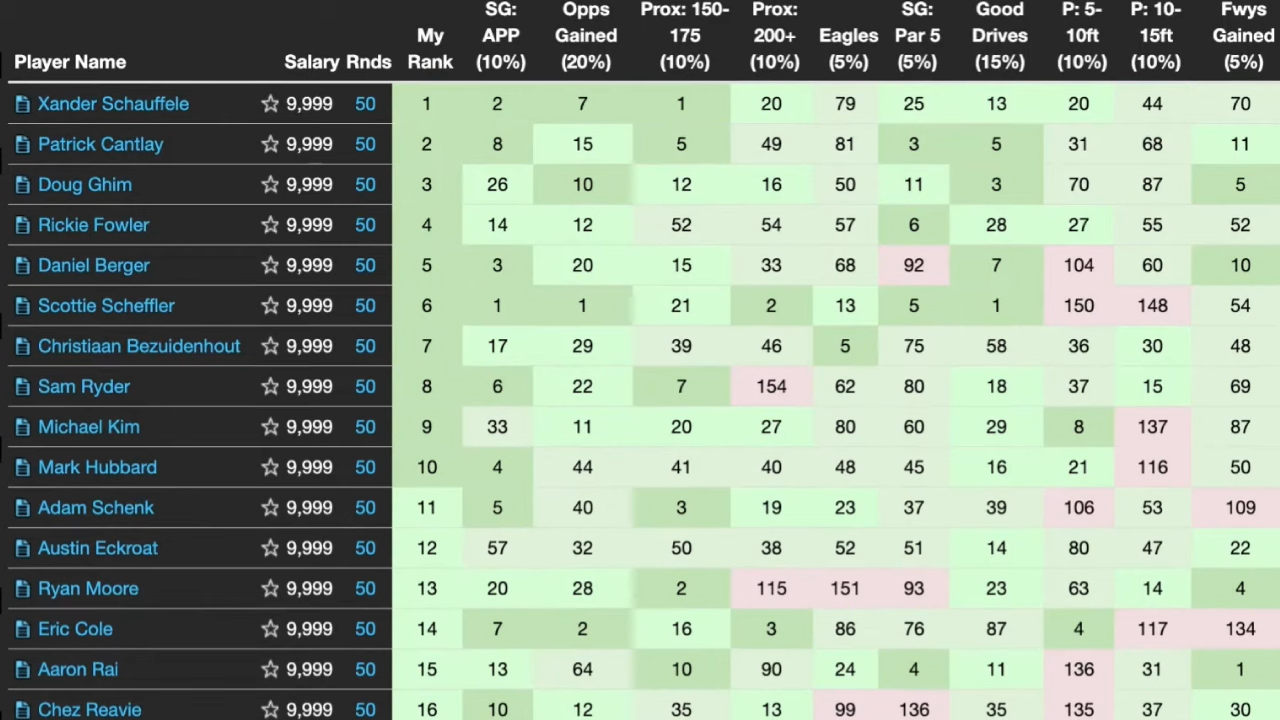 Player Name Salary Rnds My Rank SG: APP (10%) Opps Gained (20%) Prox: 150-175 (10%) Prox: 200+ (10%) Eagles (5%) SG: Par 5 (5%) Good Drives (15%) P: 5-10ft (10%) P: 10-15ft (10%) Fwys Gained (5%)
Xander Schauffele 9,999 50 1 2 7 1 20 79 25 13 20 44 70
Patrick Cantlay 9,999 50 2 8 15 5 49 81 3 5 31 68 11
Doug Ghim 9,999 50 3 26 10 12 16 50 11 3 70 87 5
Rickie Fowler 9,999 50 4 14 12 52 54 57 6 28 27 55 52
Daniel Berger 9,999 50 5 3 20 15 33 68 92 7 104 60 10
Scottie Scheffler 9,999 50 6 1 1 21 2 13 5 1 150 148 54
Christiaan Bezuidenhout 9,999 50 7 17 29 39 46 5 75 58 36 30 48
Sam Ryder 9,999 50 8 6 22 7 154 62 80 18 37 15 69
Michael Kim 9,999 50 9 33 11 20 27 80 60 29 8 137 87
Mark Hubbard 9,999 50 10 4 44 41 40 48 45 16 21 116 50
Adam Schenk 9,999 50 11 5 40 3 19 23 37 39 106 53 109
Austin Eckroat 9,999 50 12 57 32 50 38 52 51 14 80 47 22
Ryan Moore 9,999 50 13 20 28 2 115 151 93 23 63 14 4
Eric Cole 9,999 50 14 7 2 16 3 86 76 87 4 117 134
Aaron Rai 9,999 50 15 13 64 10 90 24 4 11 136 31 1
Chez Reavie 9,999 50 16 10 12 35 13 99 136 35 135 37 30